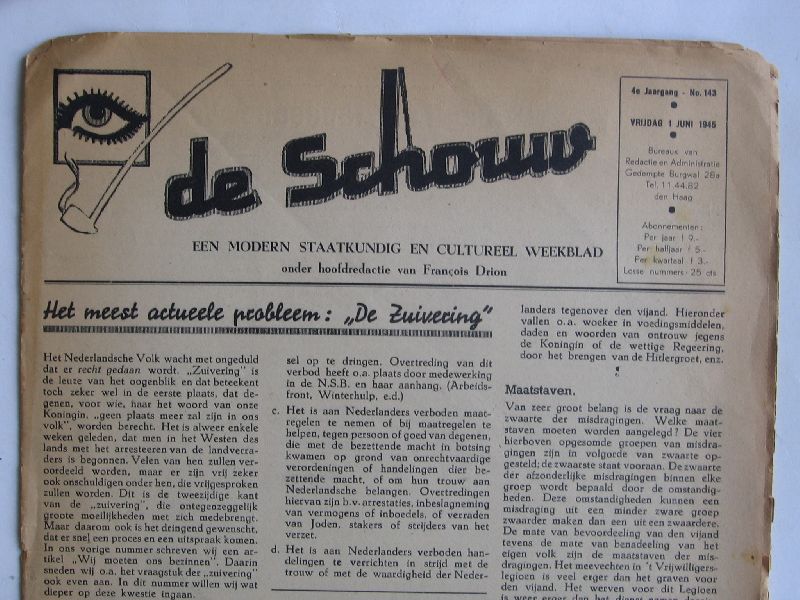 de Schouw
4e Jaargang - No. 143
VRIJDAG 1 JUNI 1945
Bureaux van
Redactie en Administratie
Gedempte Burgwal 28a
Tel. 11.44.82
den Haag
Abonnementen:
Per jaar f 9.-
Per halfjaar f 5.-
Per kwartaal f 3.-
Losse nummers - 25 cts
EEN MODERN STAATKUNDIG EN CULTUREEL WEEKBLAD
onder hoofdredactie van François Drion
Het meest actueele probleem: „De Zuivering"
Het Nederlandsche Volk wacht met ongeduld
dat er recht gedaan wordt. „Zuivering" is
de leuze van het oogenblik en dat beteekent
toch zeker wel in de eerste plaats, dat de-
genen, voor wie, haar het woord van onze
Koningin, „geen plaats meer zal zijn in ons
volk", worden berecht. Het is alweer enkele
weken geleden, dat men in het Westen des
lands met het arresteeren der landverra-
ders is begonnen. Velen van hen zullen ver-
oordeeld worden, maar er zijn vrij zeker
ook onschuldigen onder hen, die vrijgesproken
zullen worden. Dit is de tweezijdige kant
van de „zuivering", die ontegenzeggelijk
groote moeilijkheden met zich medebrengt.
Maar daarom ook is het dringend gewenscht,
dat er snel een proces en een uitspraak komen.
In ons vorige nummer schreven wij een ar-
tikel „Wij moeten ons bezinnen". Daarin
sneden wij o.a. het vraagstuk der „zuivering"
ook even aan. In dit nummer willen wij wat
dieper op deze kwestie ingaan.
sel op te dringen. Overtreding van dit
verbod heeft o.a. plaats door medewerking
in de N.S.B. en haar aanhang. (Arbeids-
front, Winterhulp, e.d.)
c. Het is aan Nederlanders verboden maat-
regelen te nemen of bij maatregelen te
helpen, tegen persoon of goed van degenen,
die met de bezettende macht in botsing
kwamen op grond van onrechtvaardige
verordeningen of handelingen dier be-
zettende macht, of om hun trouw aan
Nederlandsche belangen. Overtredingen
hiervan zijn b.v. arrestaties, inbeslagneming
van vermogens of inboedels, of verraden
van Joden, stakers of strijders van het
verzet.
d. Het is aan Nederlanders verboden han-
delingen te verrichten in strijd met de
trouw of met de waardigheid der Neder-
landers tegenover den vijand. Hieronder
vallen o.a. woeker in voedingsmiddelen,
daden en woorden van ontrouw jegens
de Koningin of de wettige Regeering,
door het brengen van de Hitlergroet, enz.
Maatstaven.
Van zeer groot belang is de vraag naar de
zwaarte der misdragingen. Welke maat-
staven moeten worden aangelegd? De vier
hierboven opgesomde groepen van misdra-
gingen zijn in volgorde van zwaarte op-
gesteld; de zwaarste staat vooraan. De zwaarte
der afzonderlijke misdragingen binnen elke
groep wordt bepaald door de omstandig-
heden. Deze omstandigheden kunnen een
misdraging uit een minder zware groep
zwaarder maken dan een uit een zwaardere.
De mate van bevoordeeling van den vijand
tevens de mate van benadeeling van het
eigen volk zijn de maatstaven der mis-
dragingen. Het meevechten in 't Vrijwilligers-
legioen is veel erger dan het graven voor
den vijand. Het werven voor dit Legioen
is weer erger dan het dienst nemen